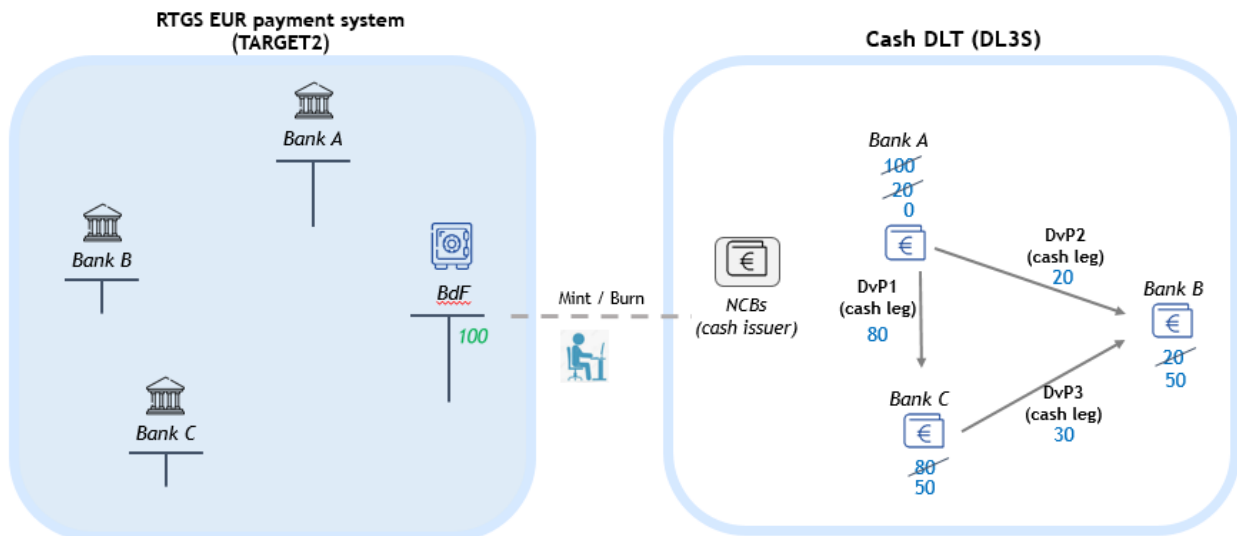 RTGS EUR payment system
(TARGET2)
Bank A
Bank B
BdF
100
Bank C
Mint / Burn
Cash DLT (DL3S)
Bank A
100
20
0
€
NCBs
(cash issuer)
€
DvP1
(cash leg)
80
DvP2
(cash leg)
20
Bank B
€
20
50
Bank C
€
80
50
DvP3
(cash leg)
30